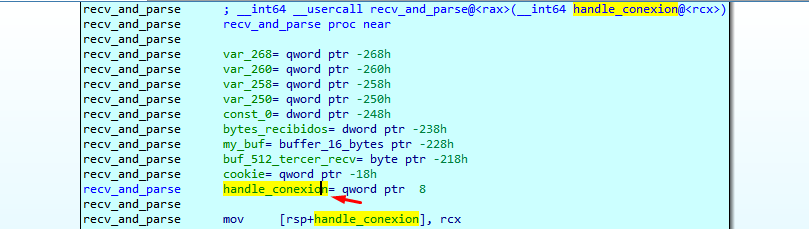 recv_and_parse ; __int64 __usercall recv_and_parse@<rax>(__int64 handle_conexion@<rcx>)
recv_and_parse recv_and_parse proc near
recv_and_parse
recv_and_parse var_268= qword ptr -268h
recv_and_parse var_260= qword ptr -260h
recv_and_parse var_258= qword ptr -258h
recv_and_parse var_250= qword ptr -250h
recv_and_parse const_0= dword ptr -248h
recv_and_parse bytes_recibidos= dword ptr -238h
recv_and_parse my_buf= buffer_16_bytes ptr -228h
recv_and_parse buf_512_tercer_recv= byte ptr -218h
recv_and_parse cookie= qword ptr -18h
recv_and_parse handle_conexion= qword ptr 8
recv_and_parse
recv_and_parse mov [rsp+handle_conexion], rcx